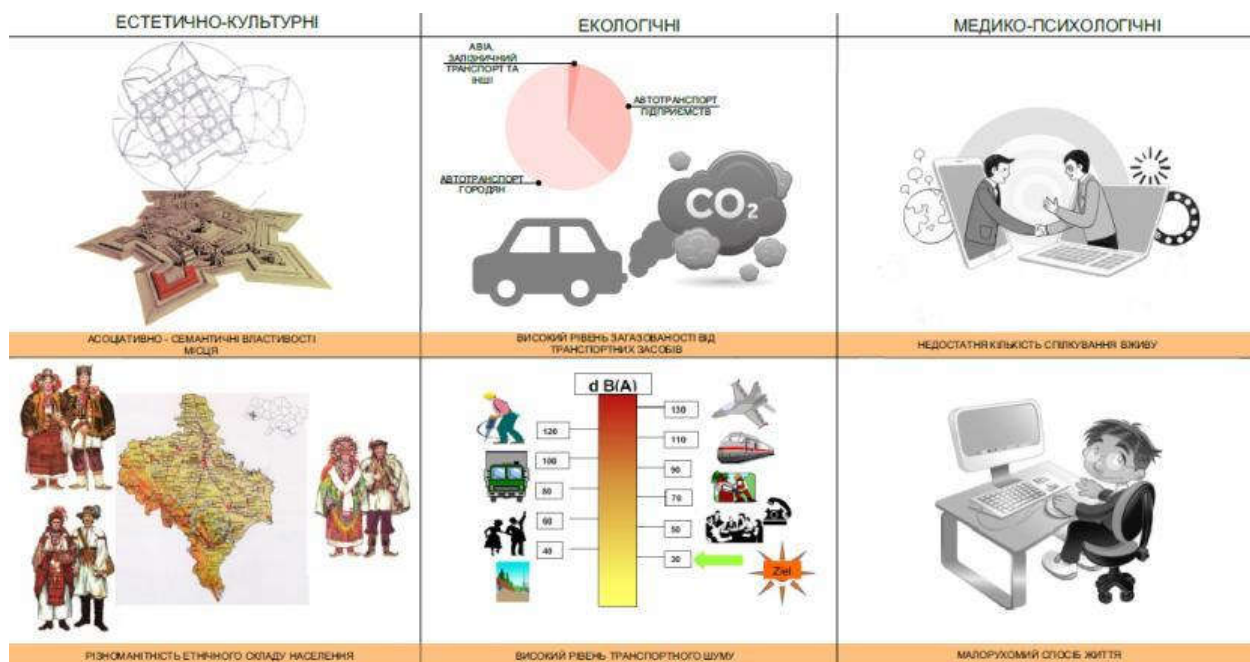 ЕСТЕТИЧНО-КУЛЬТУРНІ
ЕКОЛОГІЧНІ
МЕДИКО-ПСИХОЛОГІЧНІ
АВІА,
ЗАЛІЗНИЧНИЙ
ТРАНСПОРТ ТА
ІНШІ
АВТОТРАНСПОРТ
ПІДПРИЄМСТВ
АВТОТРАНСПОРТ
ГОРОДЯН
CO2
АСОЦІАТИВНО - СЕМАНТИЧНІ ВЛАСТИВОСТІ
МІСЦЯ
ВИСОКИЙ РІВЕНЬ ЗАГАЗОВАНОСТІ ВІД
ТРАНСПОРТНИХ ЗАСОБІВ
НЕДОСТАТНЯ КІЛЬКІСТЬ СПІЛКУВАННЯ ВЖИВУ
d B(A)
130
120
110
100
90
80
70
60
50
40
30
Ziel
РІЗНОМАНІТНІСТЬ ЕТНІЧНОГО СКЛАДУ НАСЕЛЕННЯ
ВИСОКИЙ РІВЕНЬ ТРАНСПОРТНОГО ШУМУ
МАЛОРУХОМИЙ СПОСІБ ЖИТТЯ